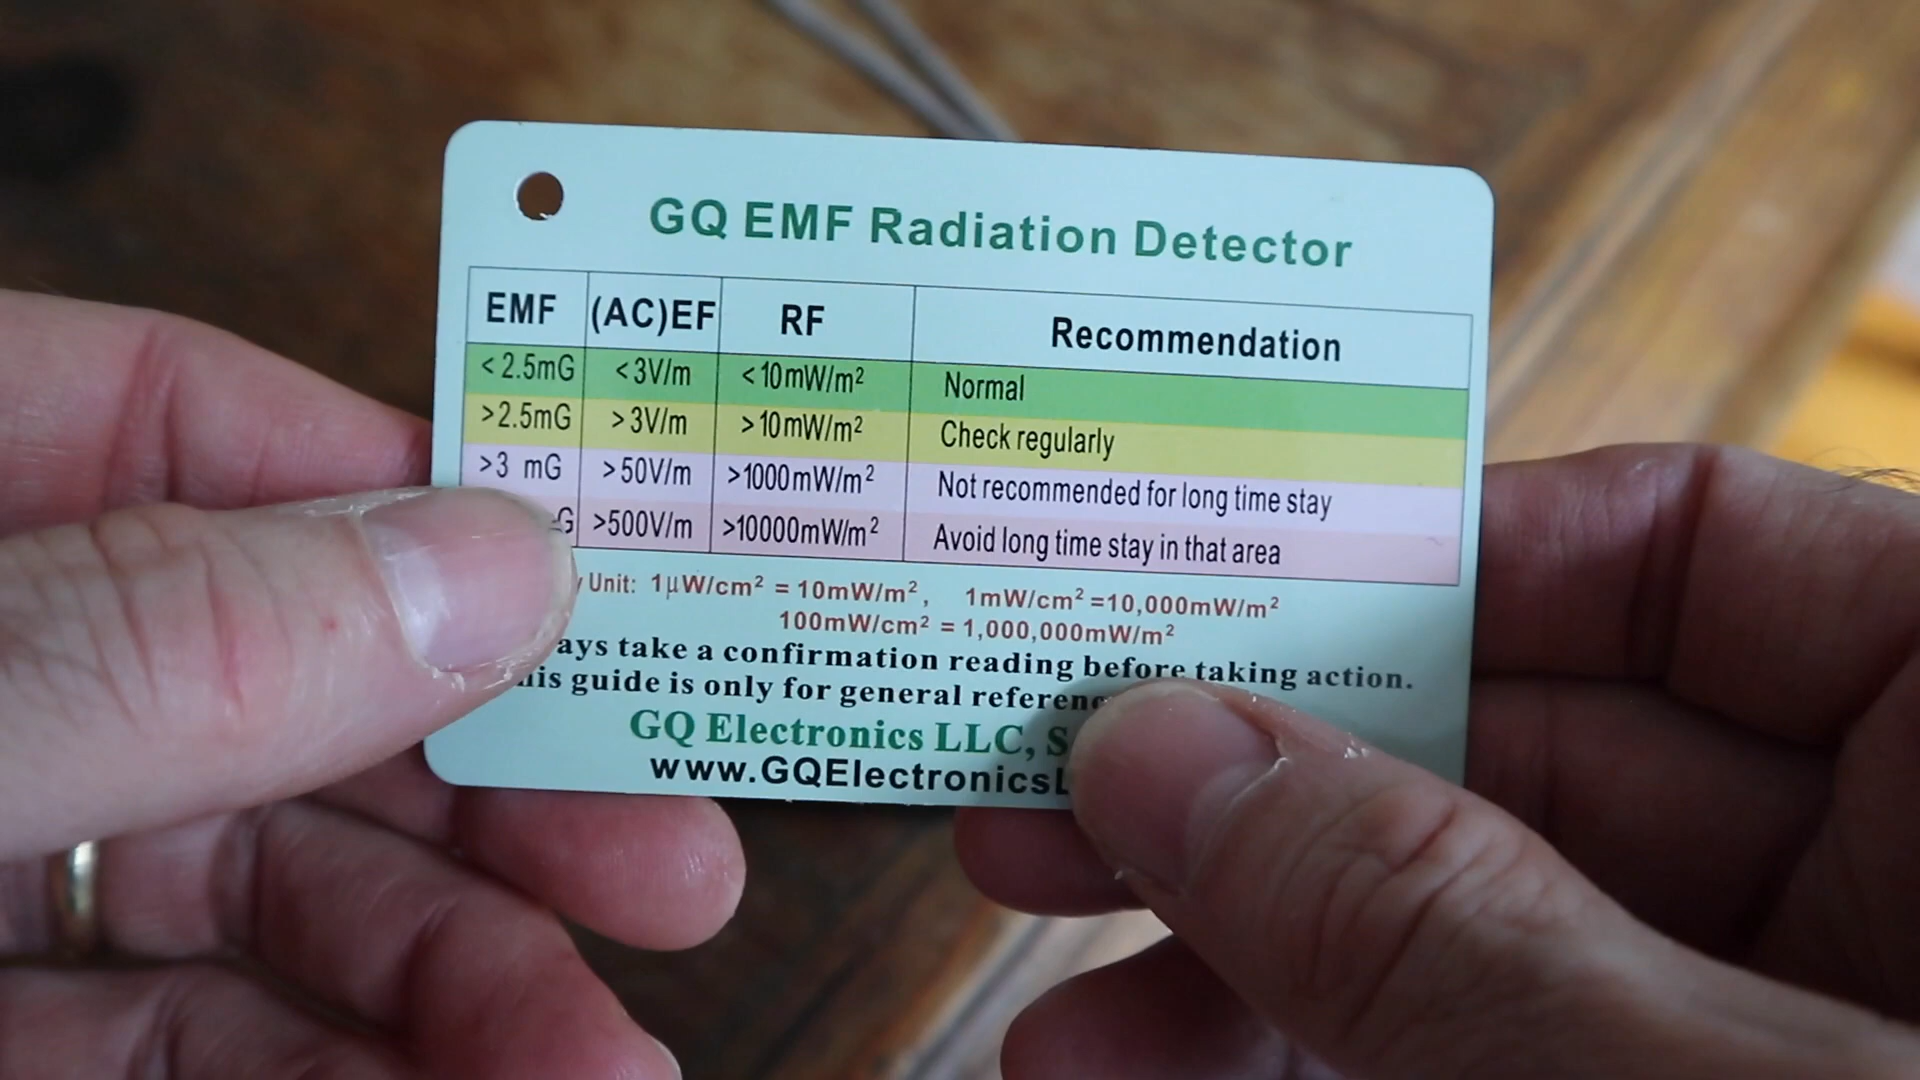 GQ EMF Radiation Detector
EMF (AC)EF RF Recommendation
<2.5mG <3V/m <10mW/m² Normal
>2.5mG >3V/m >10mW/m² Check regularly
>3 mG >50V/m >1000mW/m² Not recommended for long time stay
G >500V/m >10000mW/m² Avoid long time stay in that area
Unit: 1μW/cm² = 10mW/m², 1mW/cm² =10,000mW/m²
100mW/cm² = 1,000,000mW/m²
take a confirmation reading before taking action.
guide is only for general
GQ Electronics LLC,
www.GQElectronics